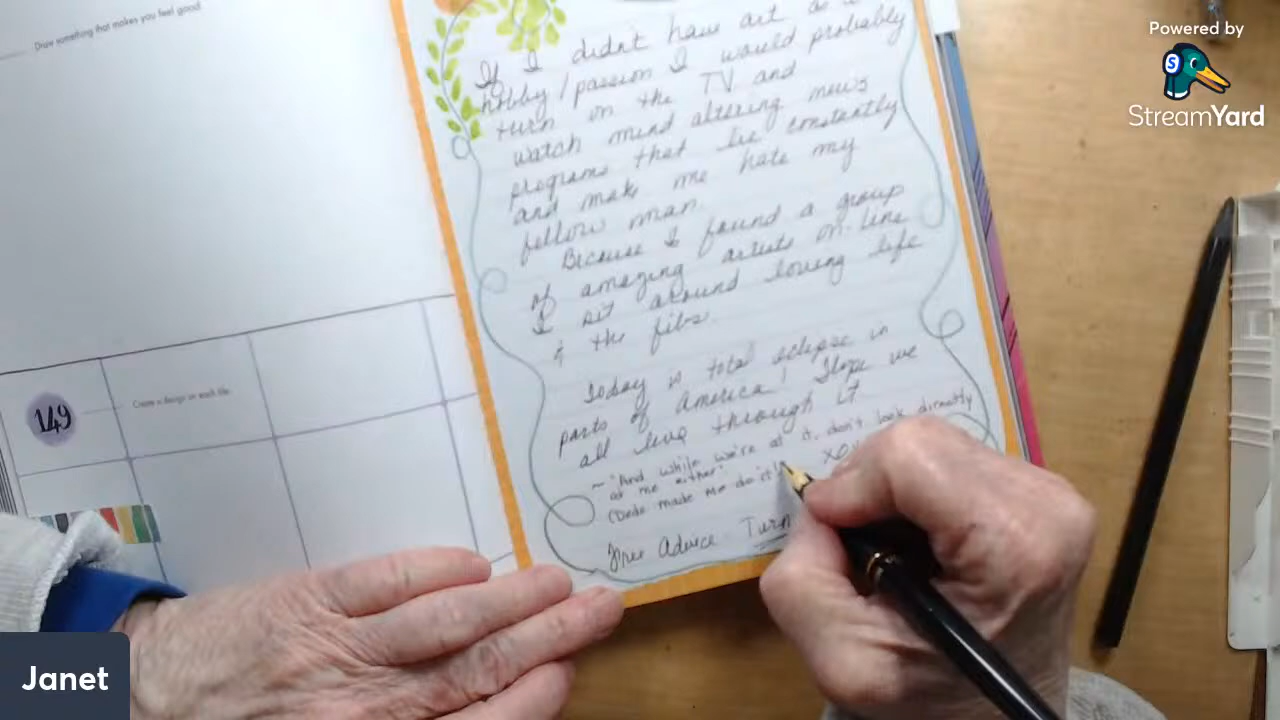 Draw something that makes you feel good.
If I didn't have art as a
hobby/passion I would probably
turn on the TV and
watch mind altering news
programs that lie constantly
and make me hate my
fellow man.
Because I found a group
of amazing artists on-line
I sit around loving life
& the fibs.
Today is total eclipse in
parts of America! Hope we
all live through it
~ "And while we're at it, don't look directly
at me either"
(Dede made me do it!)
XO
Free Advice Turn
149
Create a design on each tile.
Powered by
StreamYard
Janet